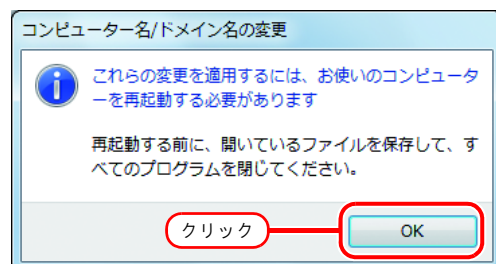 コンピューター名/ドメイン名の変更
これらの変更を適用するには、お使いのコンピュータ
ーを再起動する必要があります
再起動する前に、開いているファイルを保存して、す
べてのプログラムを閉じてください。
クリック
OK